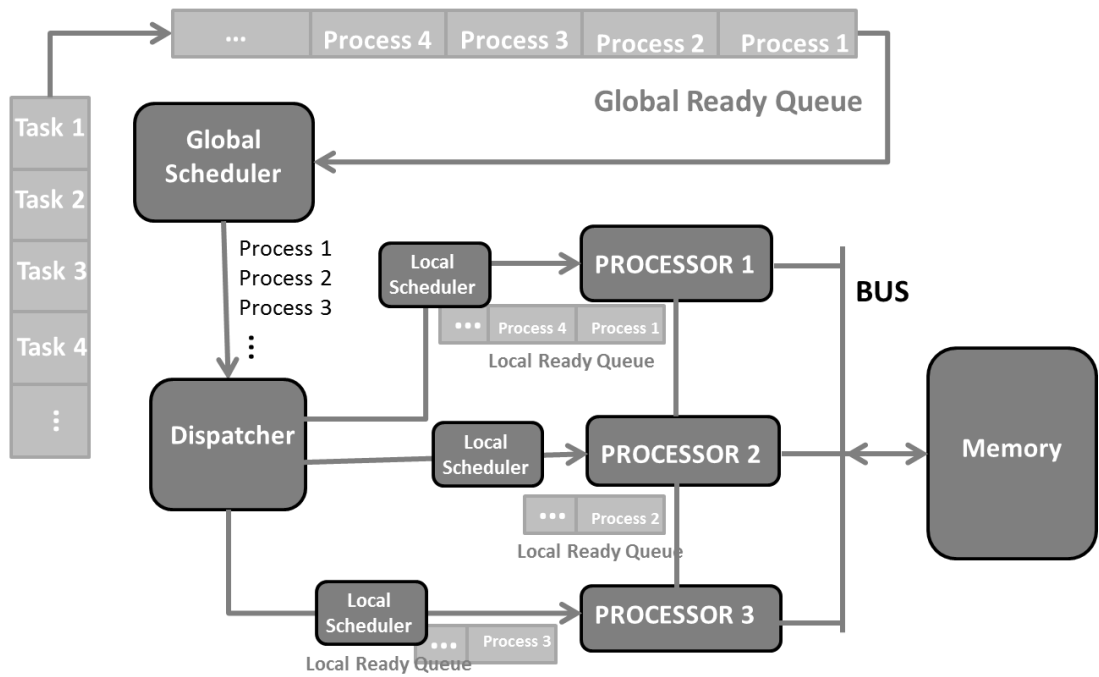 ... Process 4 Process 3 Process 2 Process 1
Global Ready Queue
Task 1
Task 2
Task 3
Task 4
...
Global
Scheduler
Process 1
Process 2
Process 3
...
Dispatcher
Local
Scheduler
PROCESSOR 1
... Process 4 Process 1
Local Ready Queue
Local
Scheduler
PROCESSOR 2
... Process 2
Local Ready Queue
Local
Scheduler
PROCESSOR 3
... Process 3
Local Ready Queue
BUS
Memory